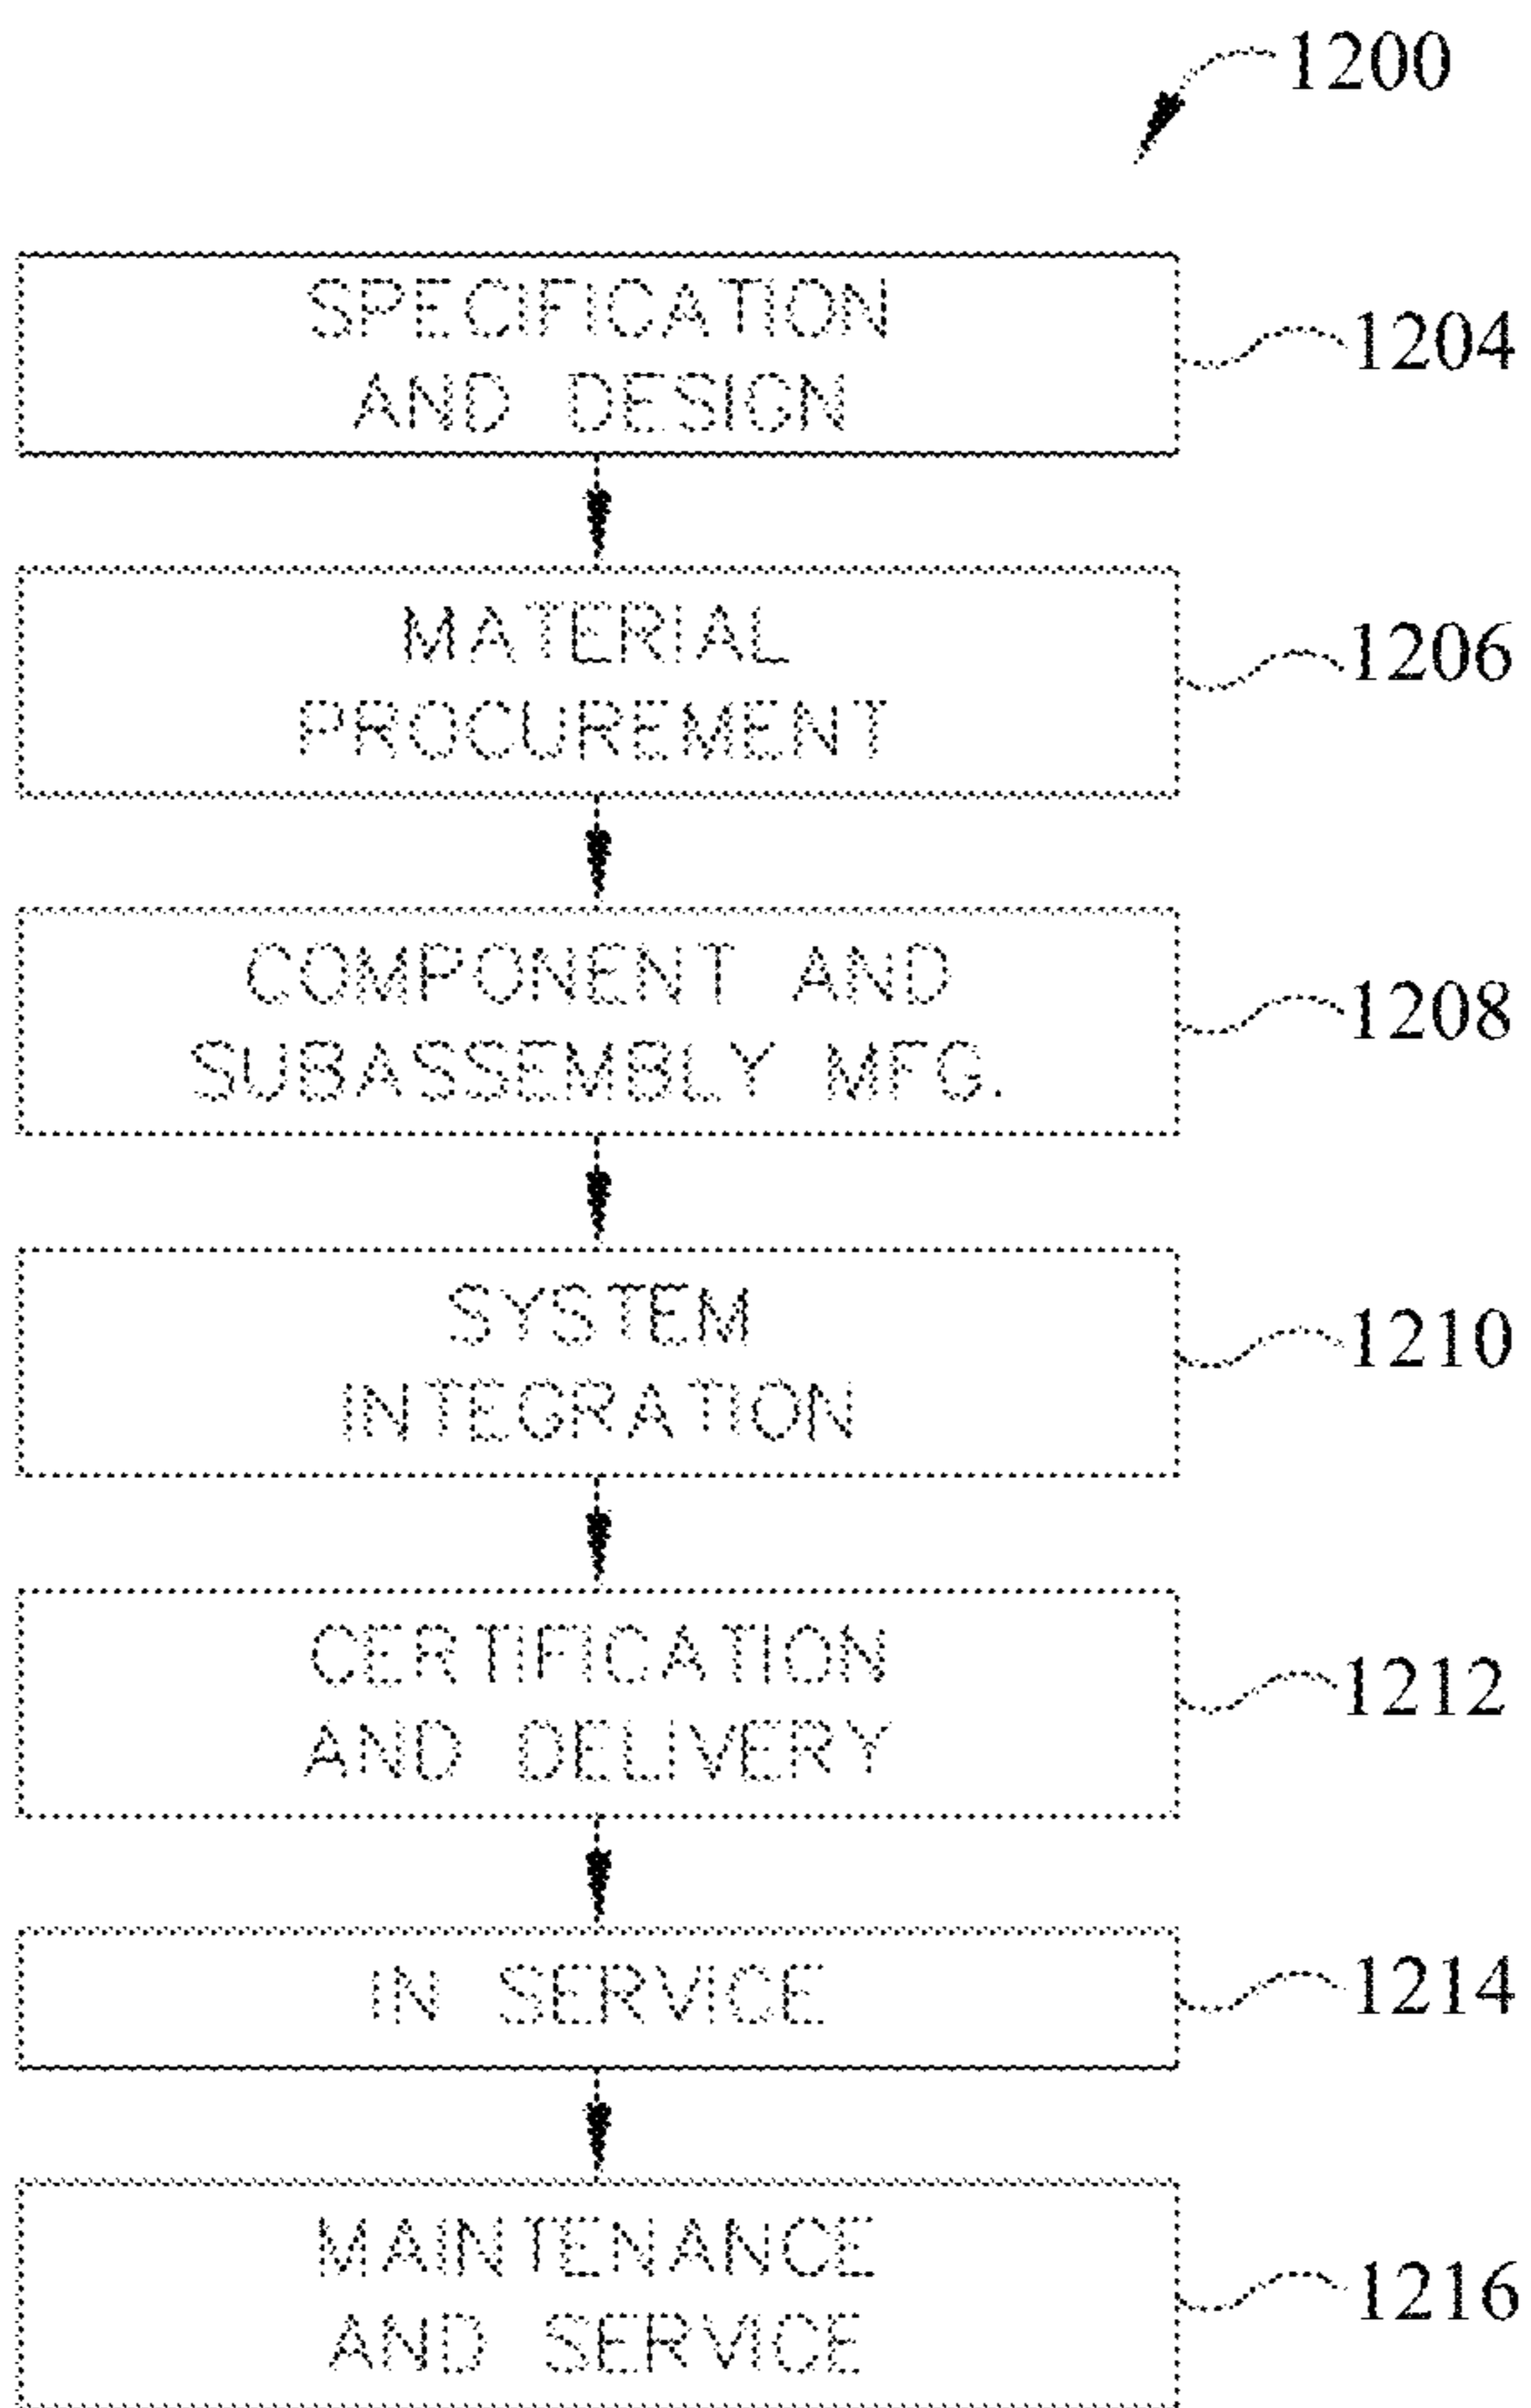 1200
SPECIFICATION
AND DESIGN
1204
MATERIAL
PROCUREMENT
1206
COMPONENT AND
SUBASSEMBLY MFG.
1208
SYSTEM
INTEGRATION
1210
CERTIFICATION
AND DELIVERY
1212
IN SERVICE
1214
MAINTENANCE
AND SERVICE
1216